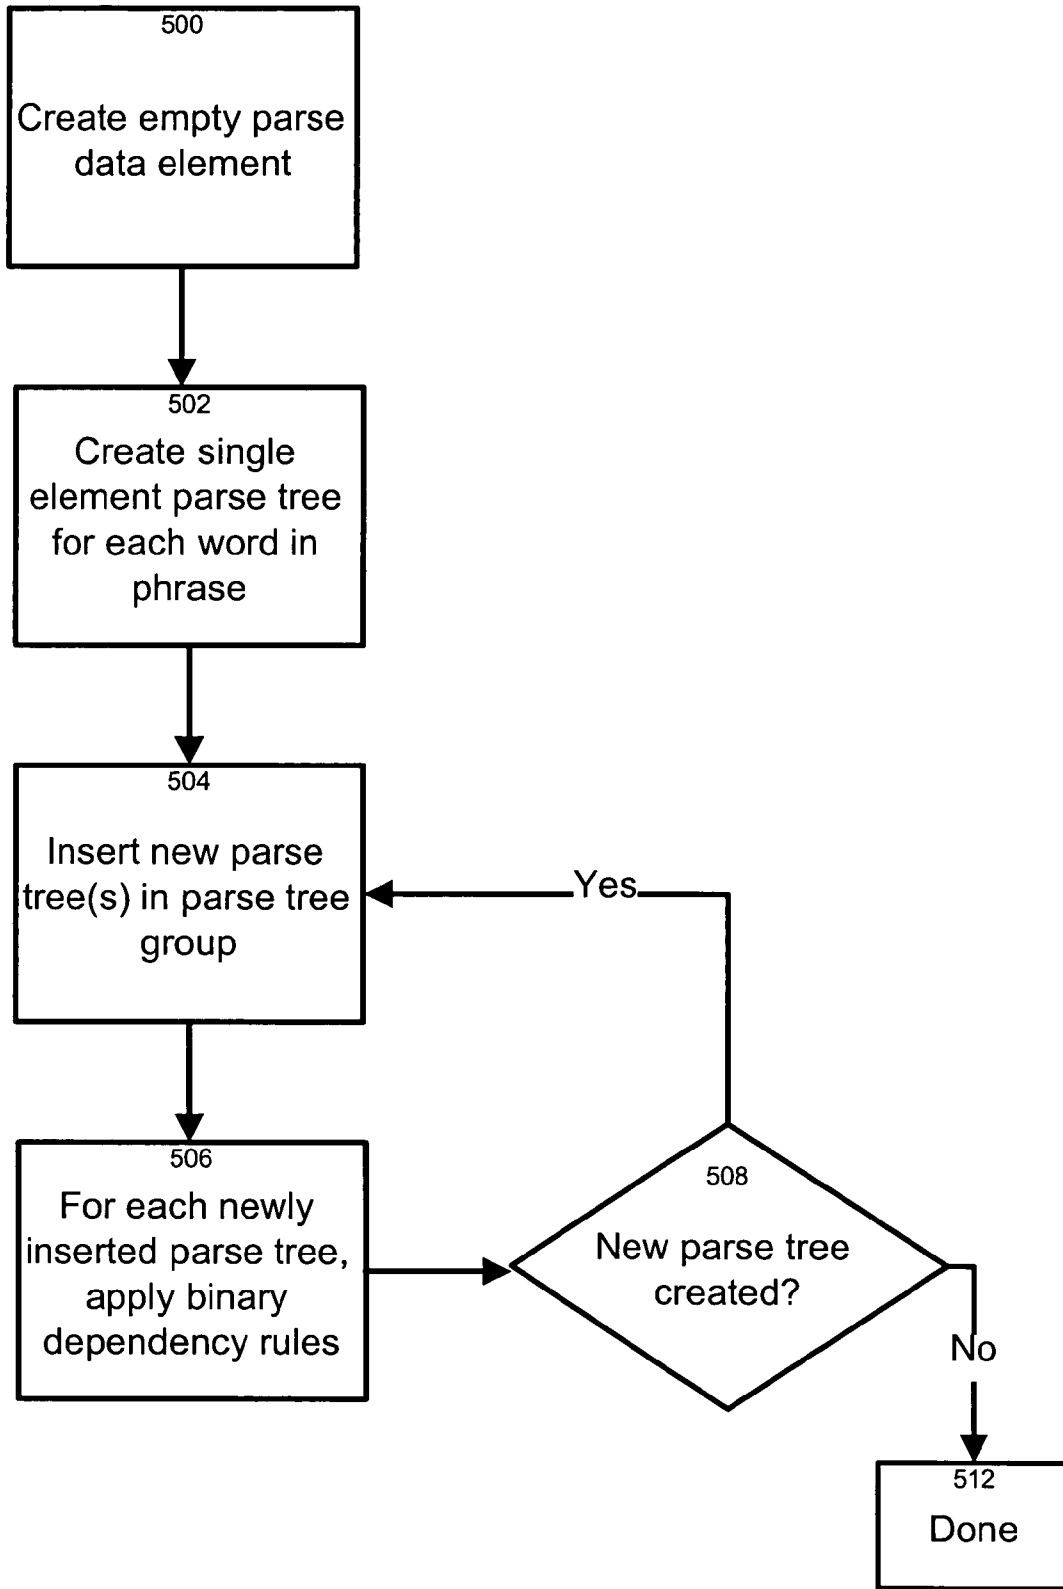 500
Create empty parse
data element
502
Create single
element parse tree
for each word in
phrase
504
Insert new parse
tree(s) in parse tree
group
Yes
506
For each newly
inserted parse tree,
apply binary
dependency rules
508
New parse tree
created?
No
512
Done